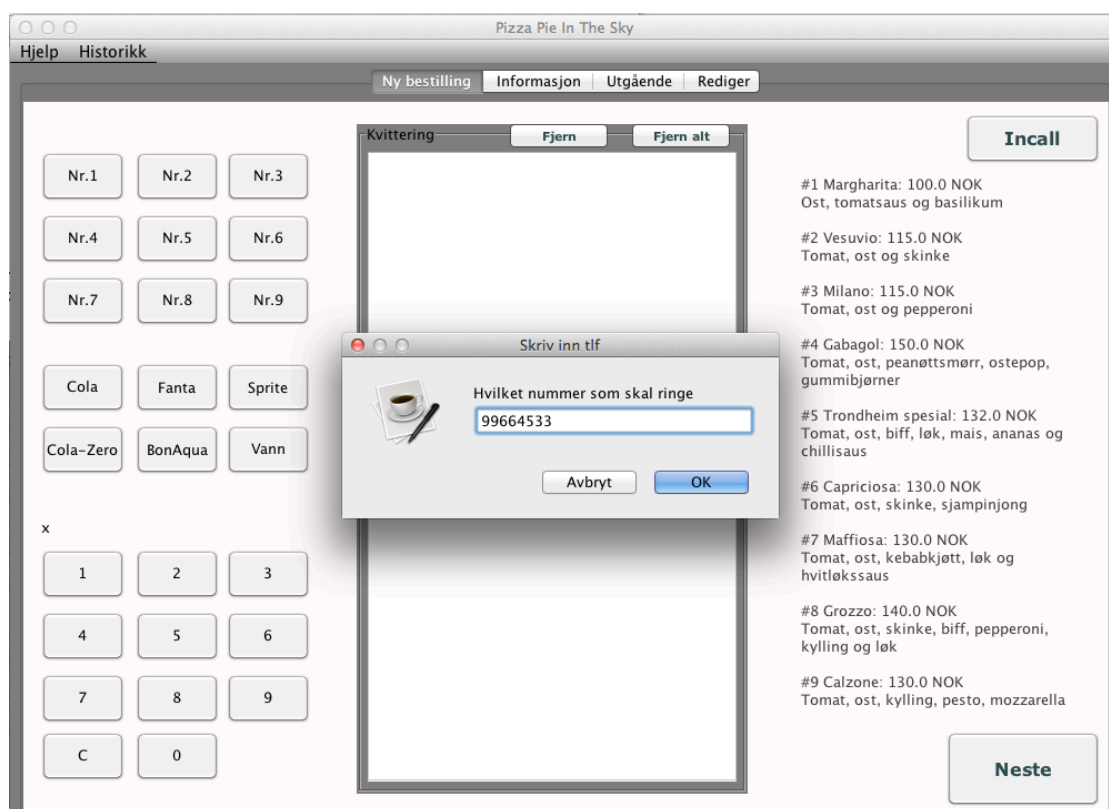 Pizza Pie In The Sky
Hjelp Historikk
Ny bestilling Informasjon Utgående Rediger
Nr.1 Nr.2 Nr.3
Nr.4 Nr.5 Nr.6
Nr.7 Nr.8 Nr.9
Cola Fanta Sprite
Cola-Zero BonAqua Vann
x
1 2 3
4 5 6
7 8 9
C 0
Kvittering Fjern Fjern alt
Skriv inn tlf
Hvilket nummer som skal ringe
99664533
Avbryt OK
Incall
#1 Margharita: 100.0 NOK
Ost, tomatsaus og basilikum
#2 Vesuvio: 115.0 NOK
Tomat, ost og skinke
#3 Milano: 115.0 NOK
Tomat, ost og pepperoni
#4 Gabagol: 150.0 NOK
Tomat, ost, peanøttsmørr, ostepop,
gummibjørner
#5 Trondheim spesial: 132.0 NOK
Tomat, ost, biff, løk, mais, ananas og
chillisaus
#6 Capriciosa: 130.0 NOK
Tomat, ost, skinke, sjampinjong
#7 Maffiosa: 130.0 NOK
Tomat, ost, kebabkjøtt, løk og
hvitløkssaus
#8 Grozzo: 140.0 NOK
Tomat, ost, skinke, biff, pepperoni,
kylling og løk
#9 Calzone: 130.0 NOK
Tomat, ost, kylling, pesto, mozzarella
Neste